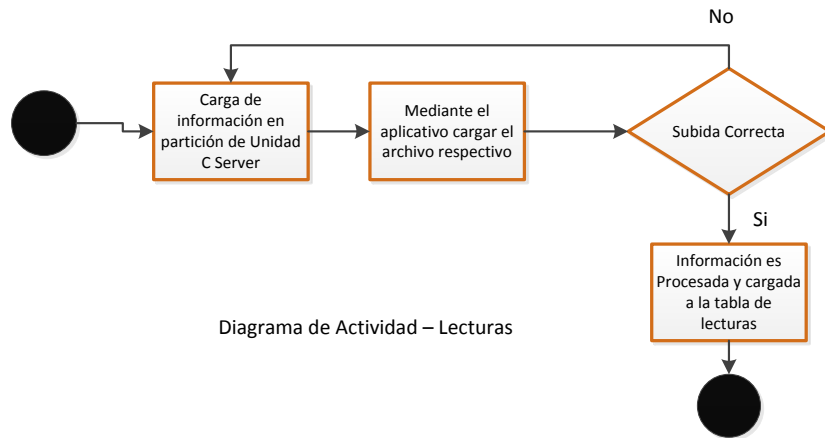 No
Carga de
información en
partición de Unidad
C Server
Mediante el
aplicativo cargar el
archivo respectivo
Subida Correcta
Si
Información es
Procesada y cargada
a la tabla de
lecturas
Diagrama de Actividad – Lecturas